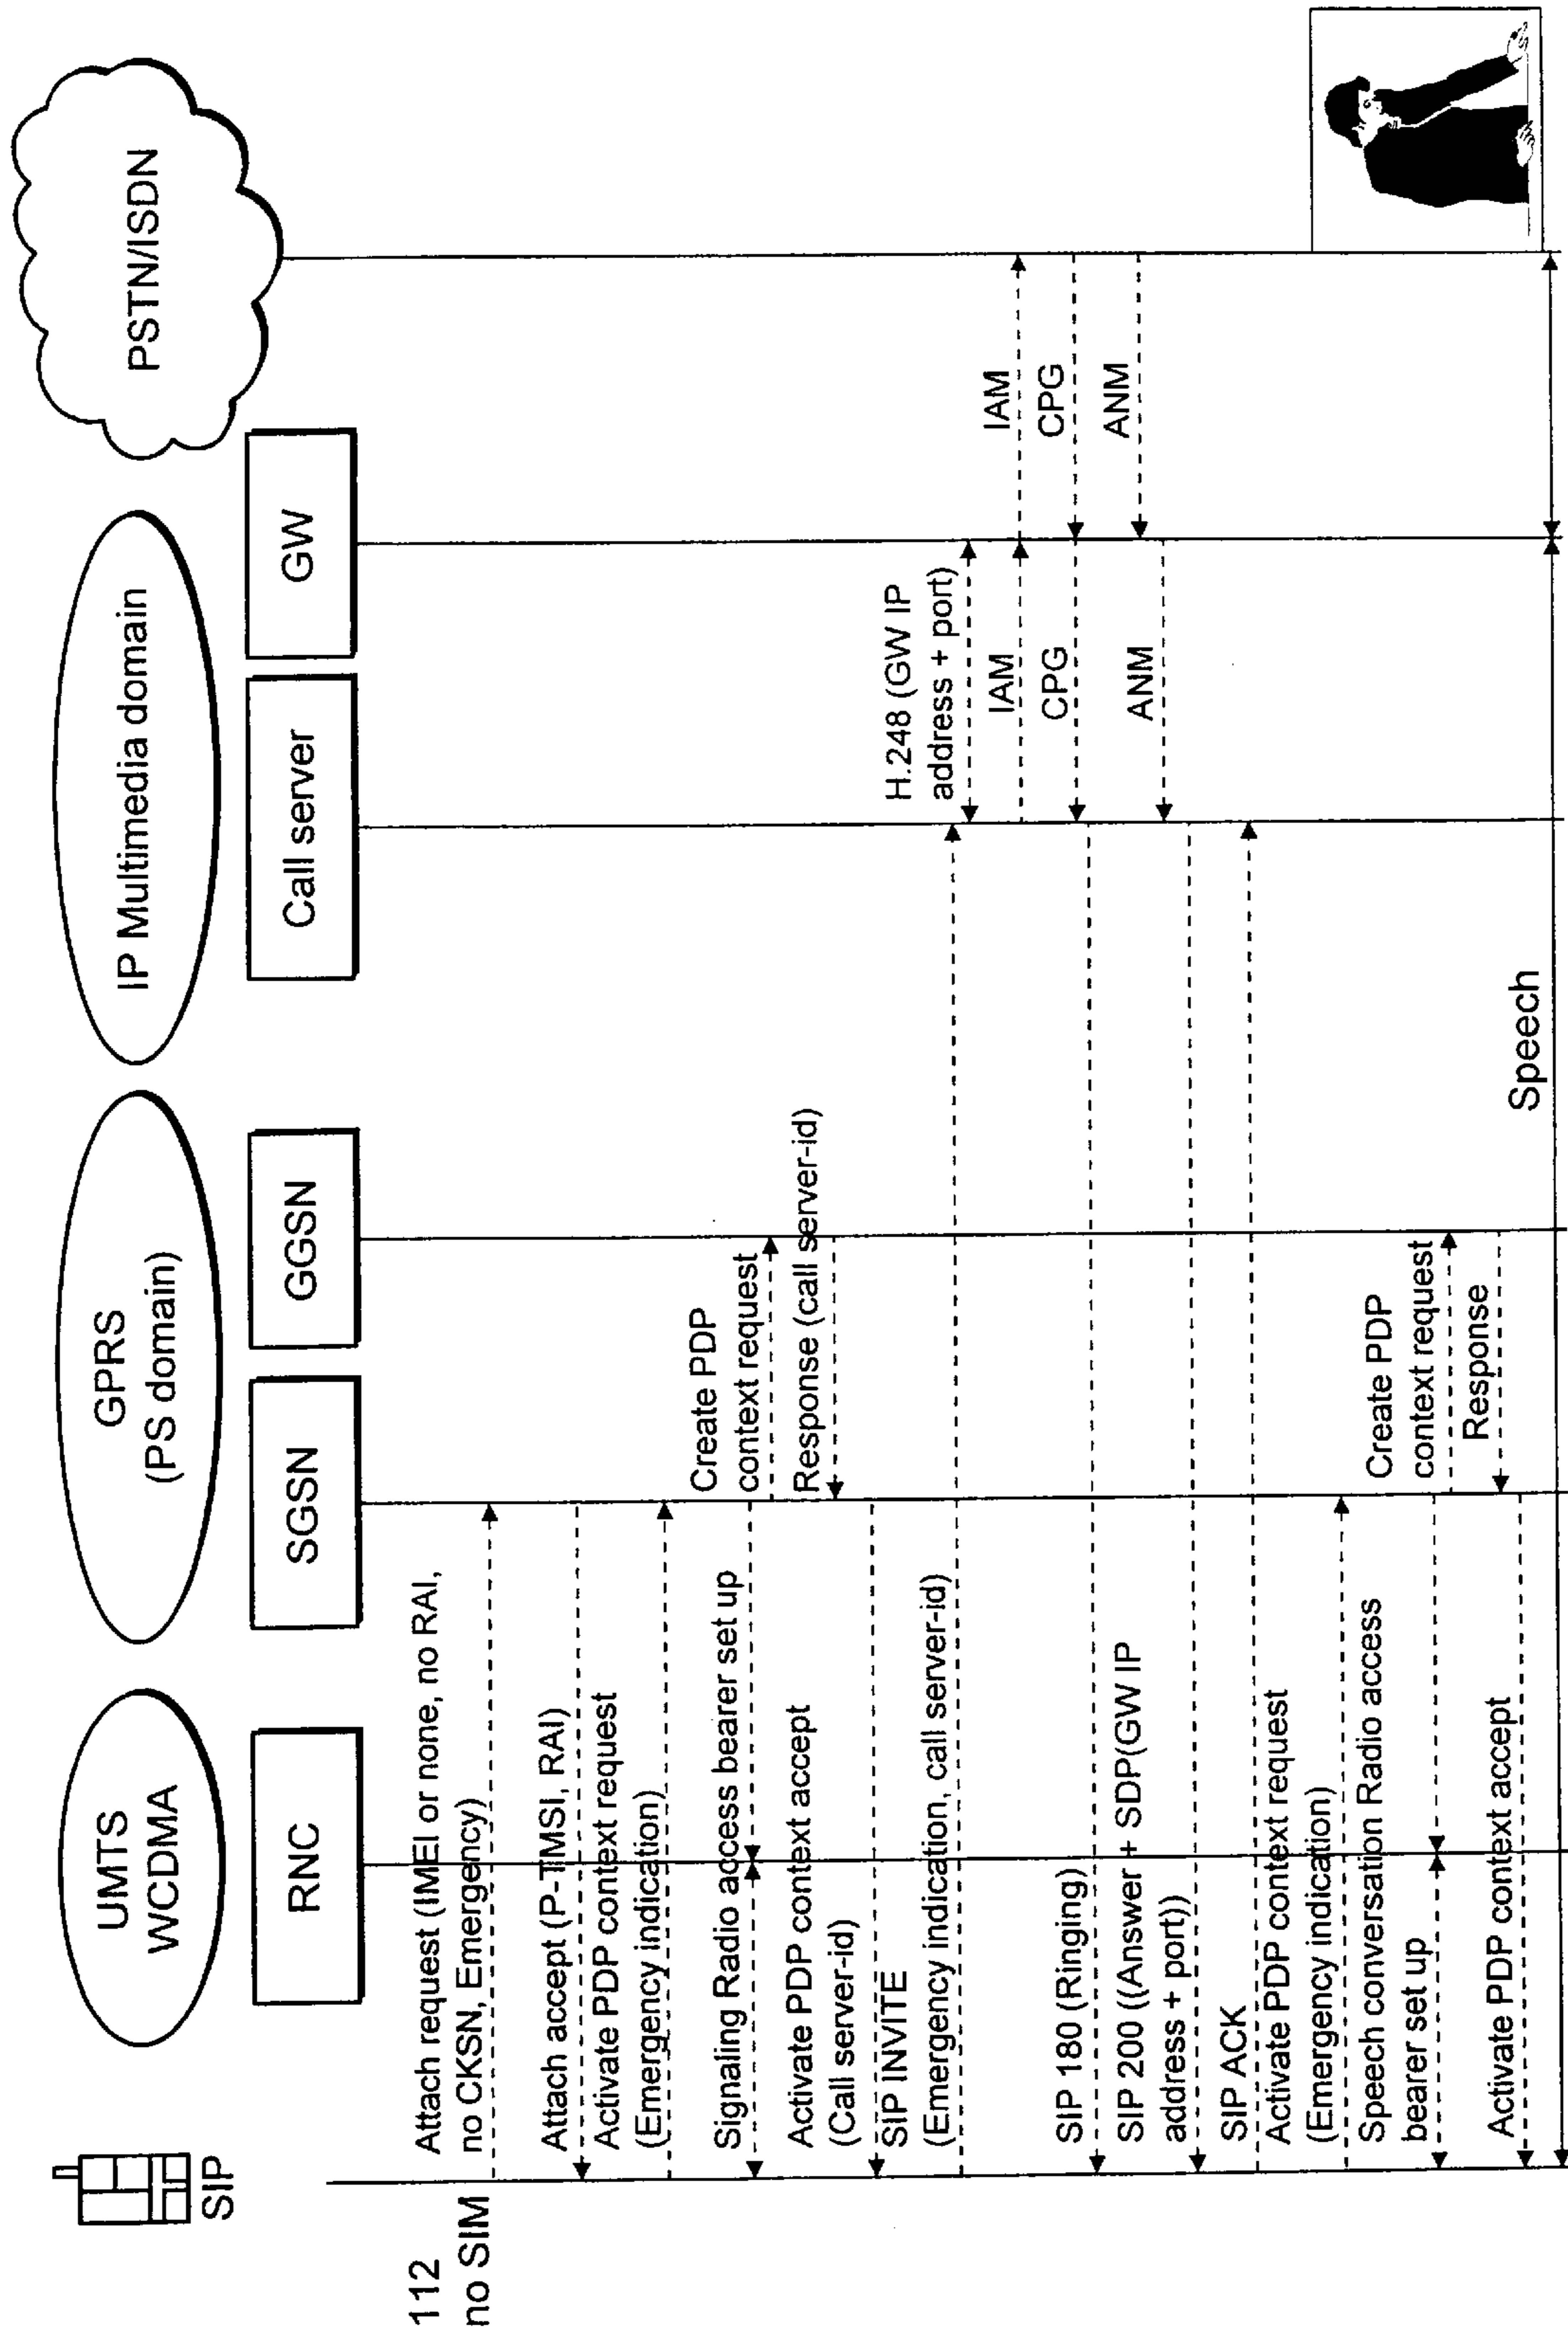 SIP
UMTS
WCDMA
GPRS
(PS domain)
IP Multimedia domain
PSTN/ISDN
RNC
SGSN
GGSN
Call server
GW
112
no SIM
Attach request (IMEI or none, no RAI,
no CKSN, Emergency)
Attach accept (P-TMSI, RAI)
Activate PDP context request
(Emergency indication)
Signaling Radio access bearer set up
Create PDP
context request
Response (call server-id)
Activate PDP context accept
(Call server-id)
SIP INVITE
(Emergency indication, call server-id)
H.248 (GW IP
address + port)
IAM
IAM
CPG
CPG
SIP 180 (Ringing)
ANM
ANM
SIP 200 ((Answer + SDP(GW IP
address + port))
SIP ACK
Activate PDP context request
(Emergency indication)
Speech conversation Radio access
bearer set up
Create PDP
context request
Response
Activate PDP context accept
Speech